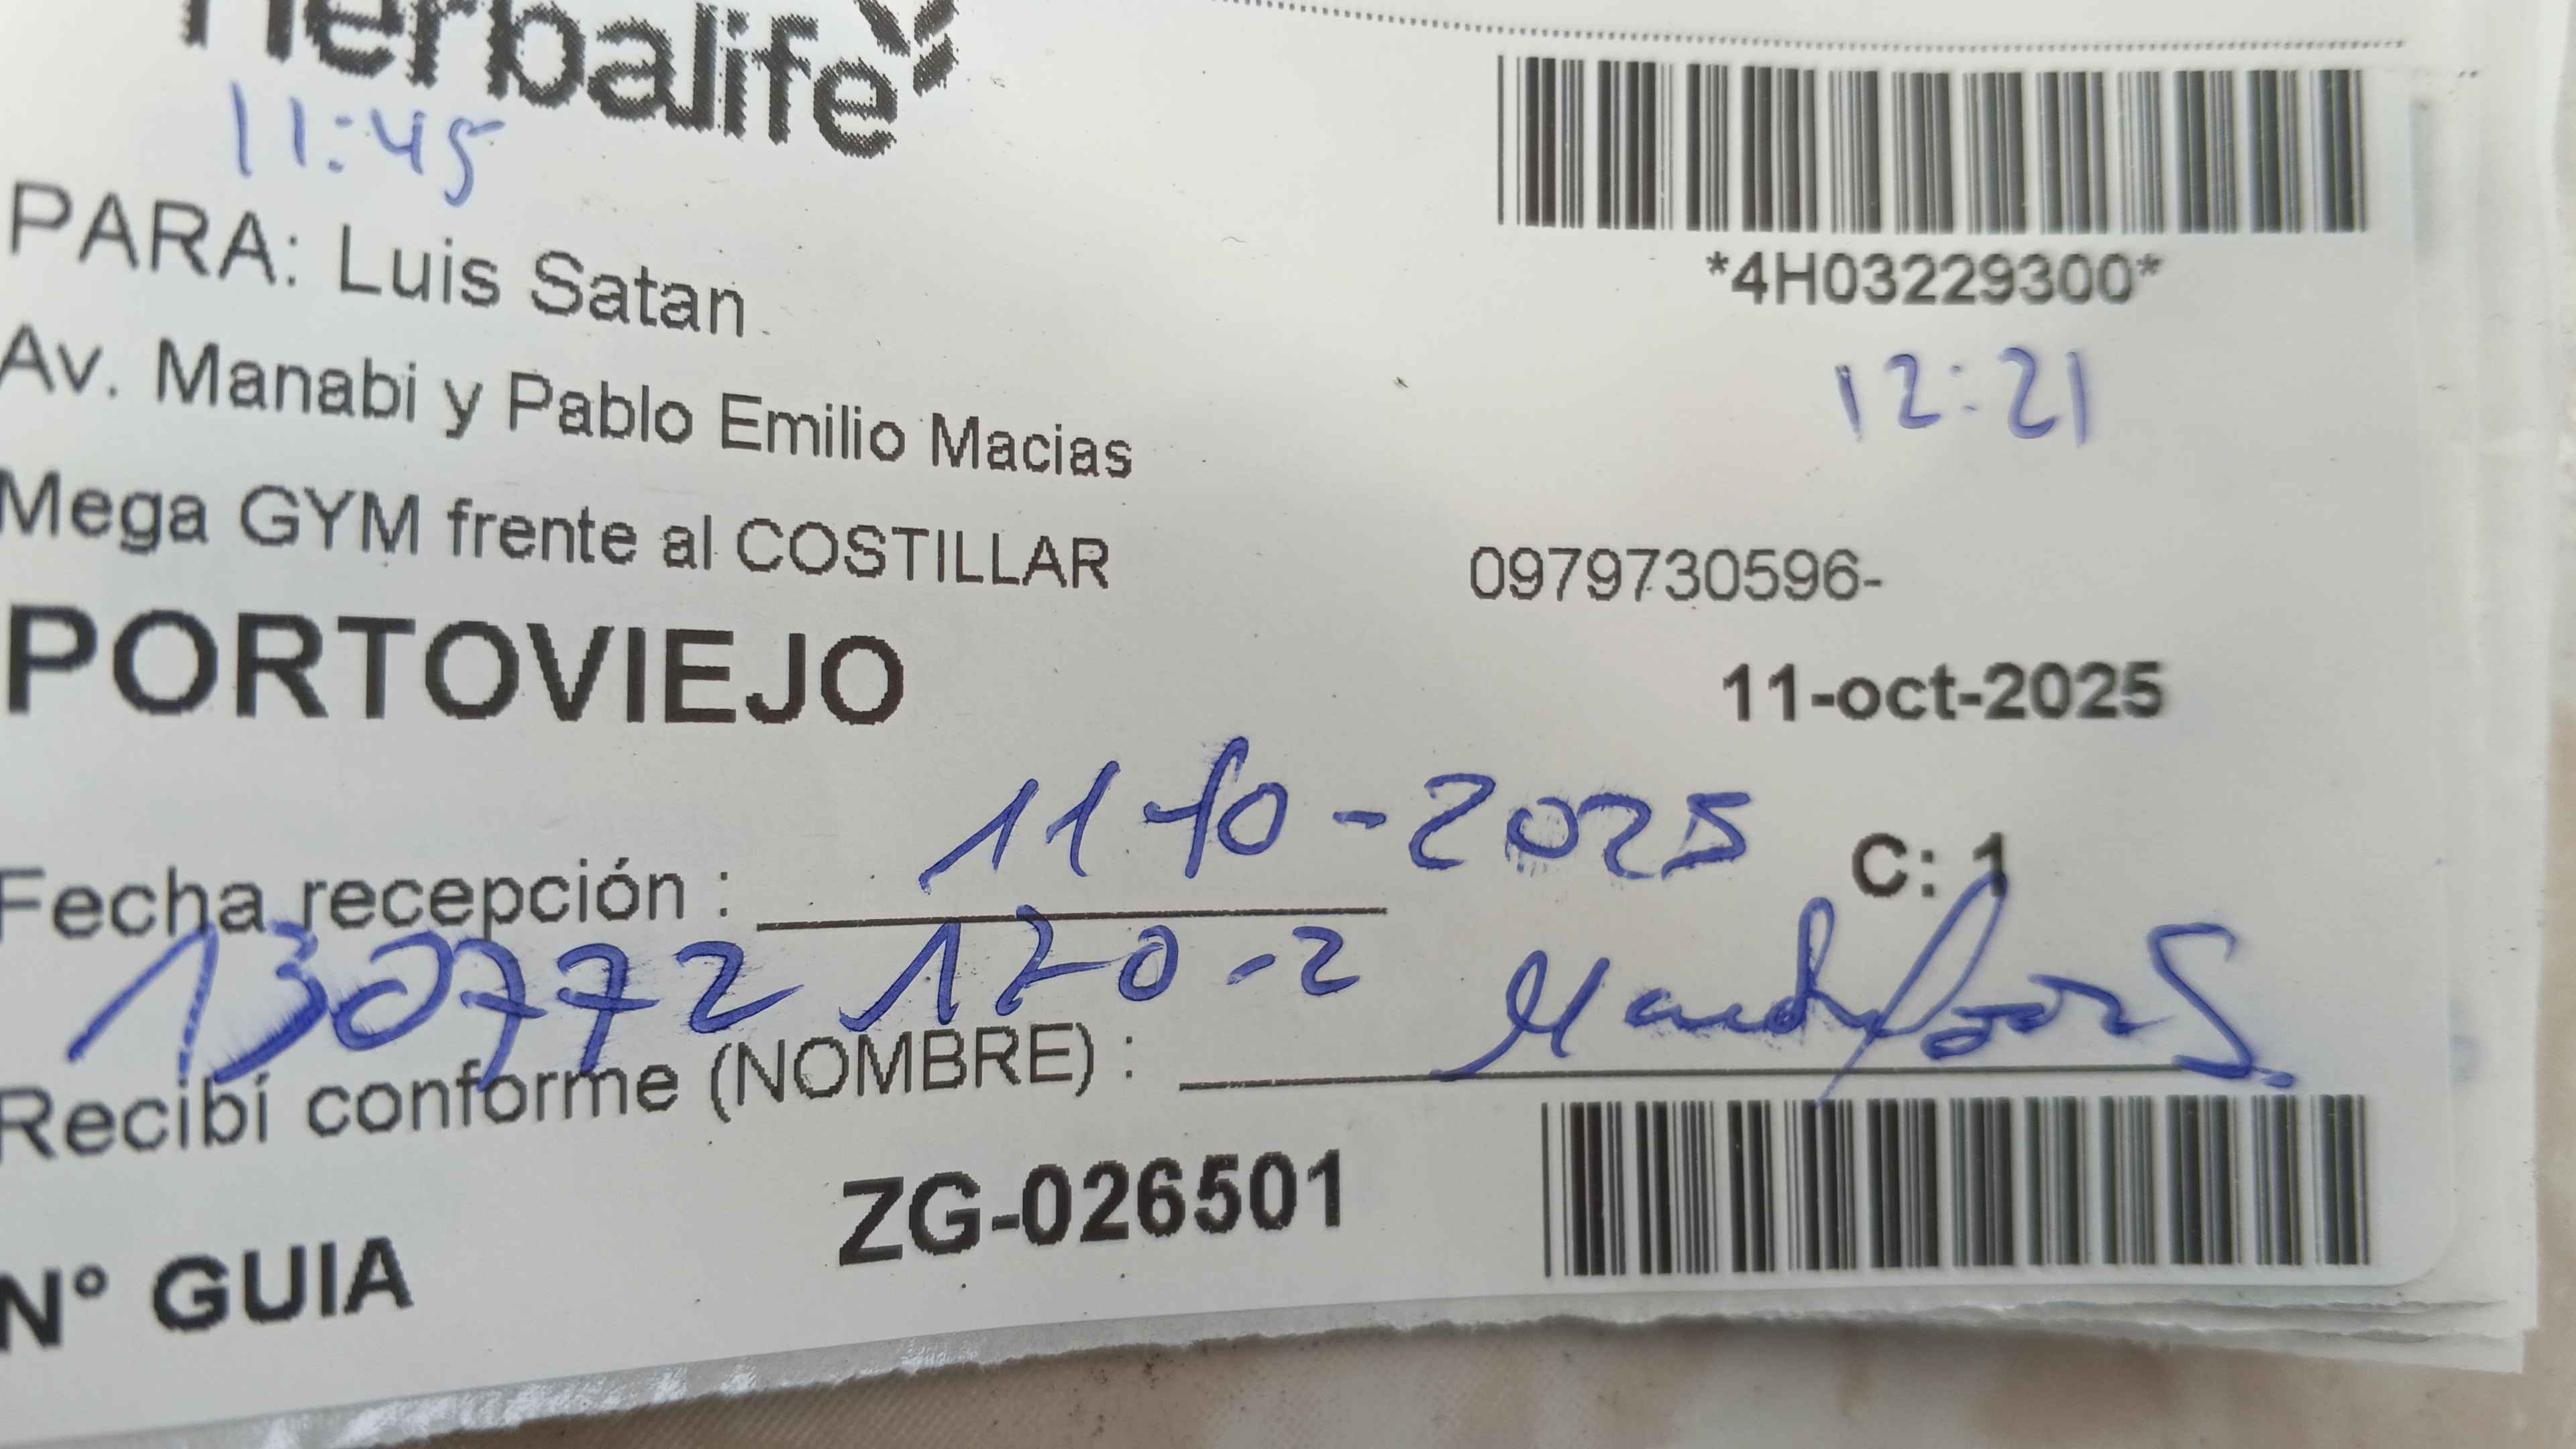 Herbalife
11:45
*4H03229300*
PARA: Luis Satan
12:21
Av. Manabi y Pablo Emilio Macias
Mega GYM frente al COSTILLAR
0979730596-
PORTOVIEJO
11-oct-2025
Fecha recepción : 11-10-2025
C: 1
130772120-2
Recibí conforme (NOMBRE) :
N° GUIA
ZG-026501